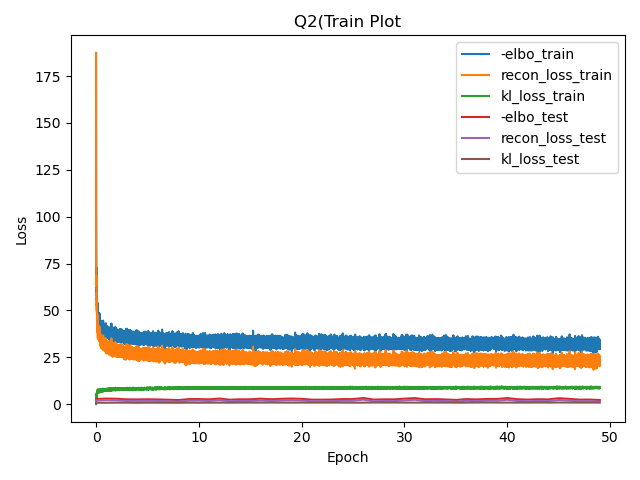 Q2(Train Plot
175
150
125
100
75
50
25
0
Loss
0 10 20 30 40 50
Epoch
-elbo_train
recon_loss_train
kl_loss_train
-elbo_test
recon_loss_test
kl_loss_test